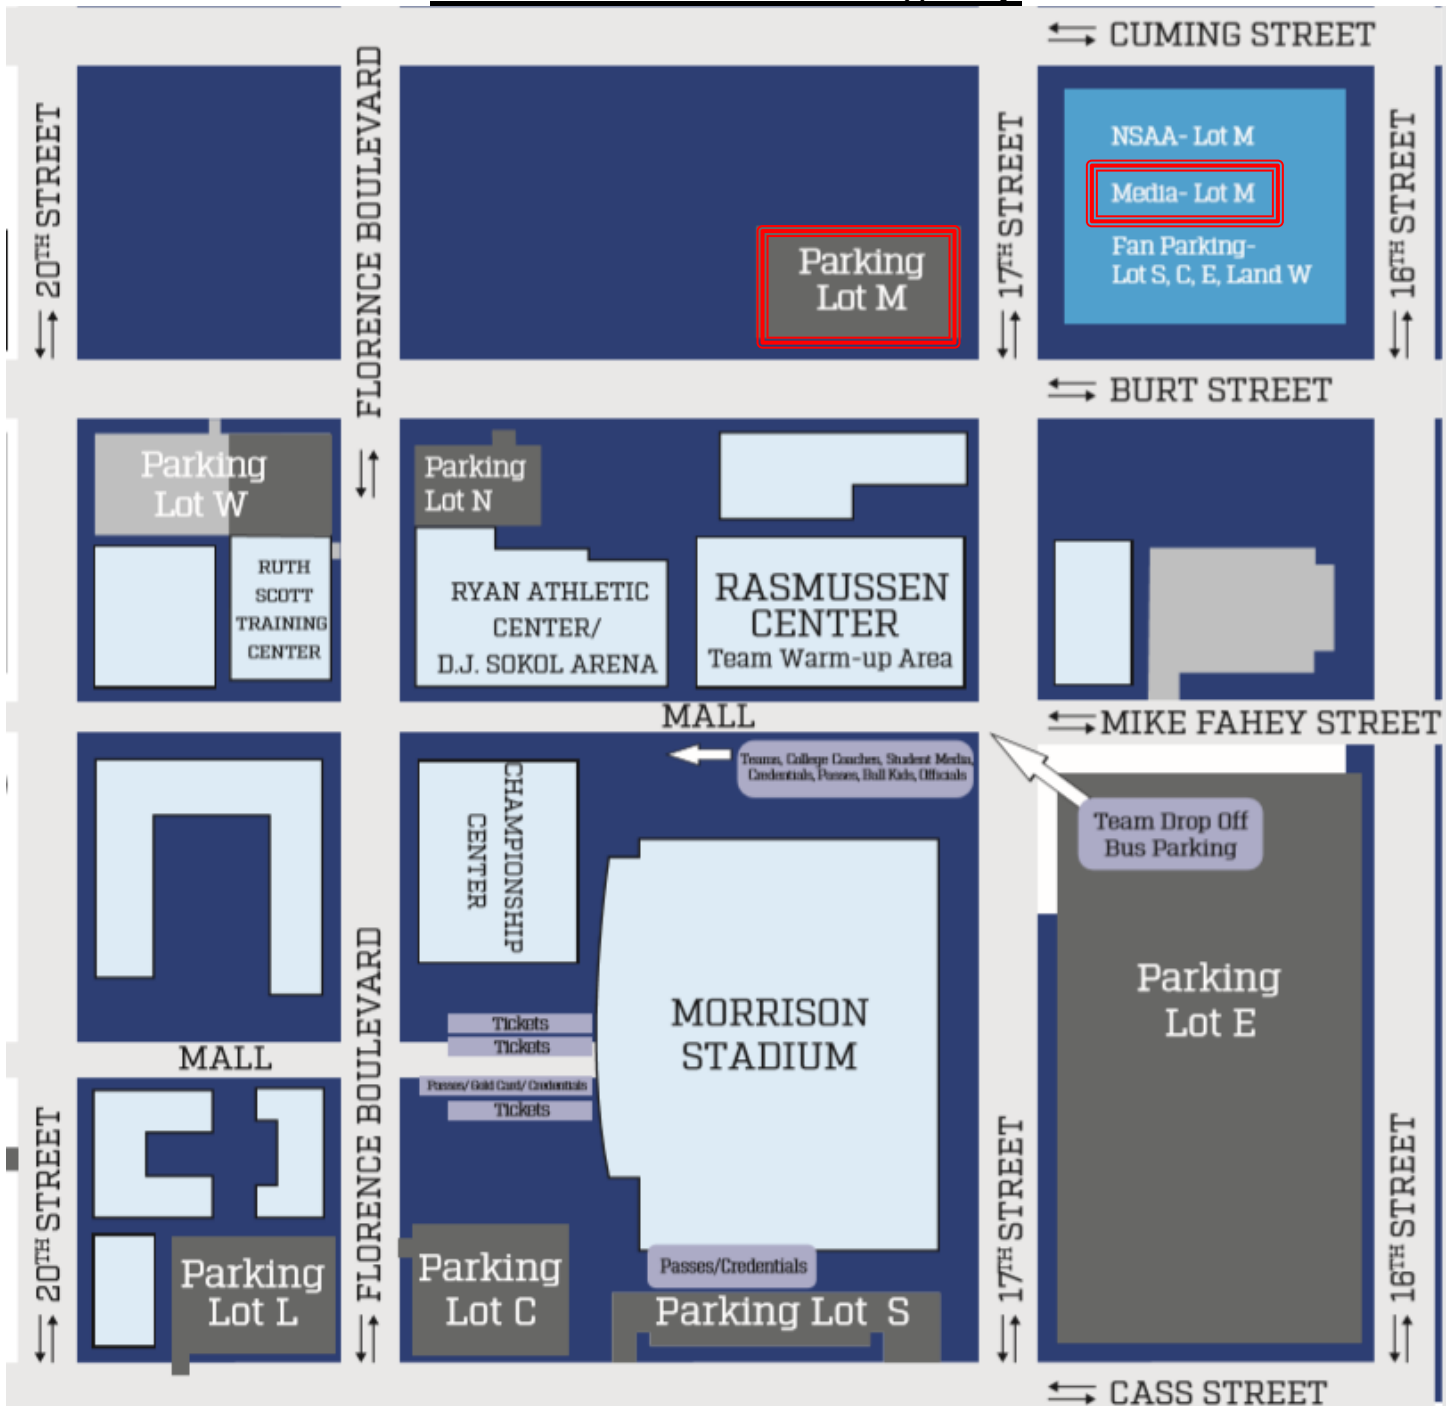 CUMING STREET
20TH STREET
FLORENCE BOULEVARD
17TH STREET
16TH STREET
NSAA- Lot M
Media- Lot M
Fan Parking-
Lot S, C, E, Land W
Parking
Lot M
BURT STREET
Parking
Lot W
Parking
Lot N
RUTH
SCOTT
TRAINING
CENTER
RYAN ATHLETIC
CENTER/
D.J. SOKOL ARENA
RASMUSSEN
CENTER
Team Warm-up Area
MALL
MIKE FAHEY STREET
Teams, College Coaches, Student Media,
Credentials, Passes, Ball Kids, Officials
Team Drop Off
Bus Parking
CHAMPIONSHIP
CENTER
MORRISON
STADIUM
Parking
Lot E
Tickets
Tickets
Passes/ Gold Card/ Credentials
Tickets
MALL
20TH STREET
FLORENCE BOULEVARD
17TH STREET
16TH STREET
Parking
Lot L
Parking
Lot C
Passes/Credentials
Parking Lot S
CASS STREET